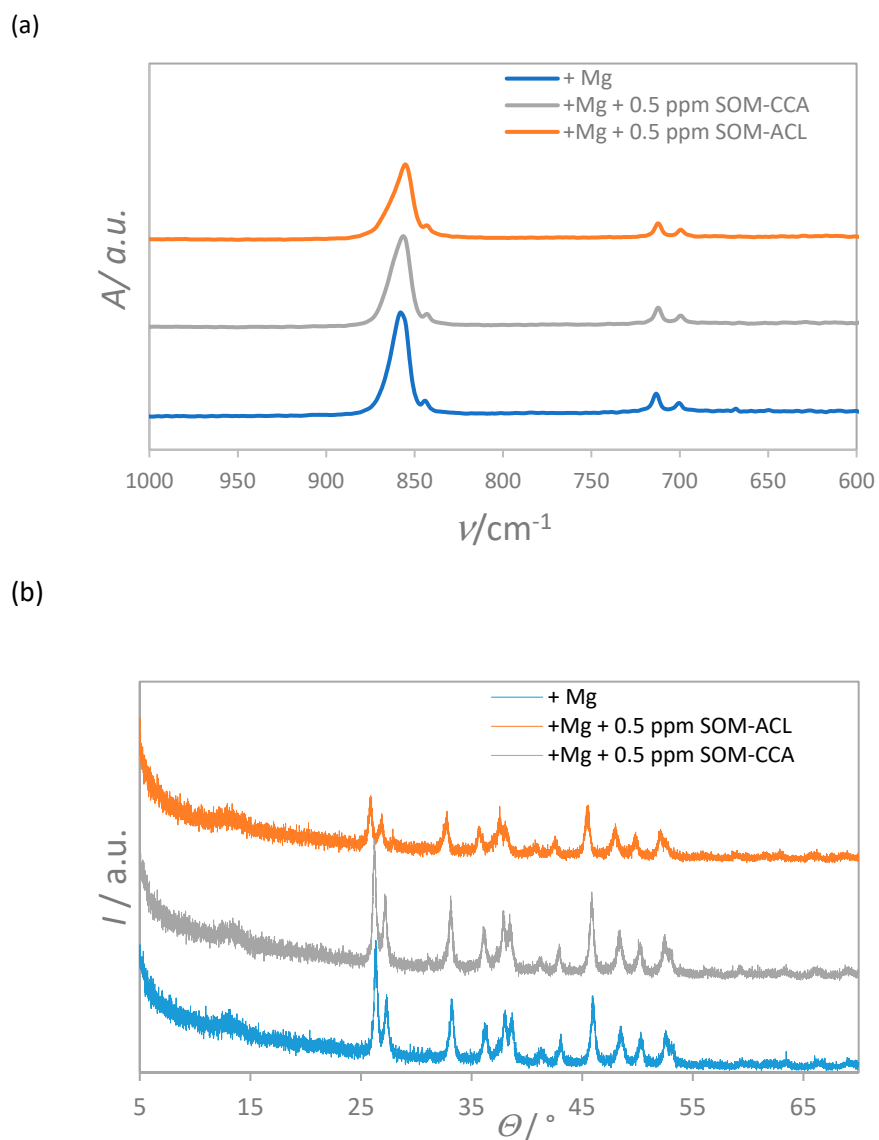 (a)
+ Mg
+Mg + 0.5 ppm SOM-CCA
+Mg + 0.5 ppm SOM-ACL
A/ a.u.
1000 950 900 850 800 750 700 650 600
ν/cm-1
(b)
+ Mg
+Mg + 0.5 ppm SOM-ACL
+Mg + 0.5 ppm SOM-CCA
I / a.u.
5 15 25 35 45 55 65
Θ / °